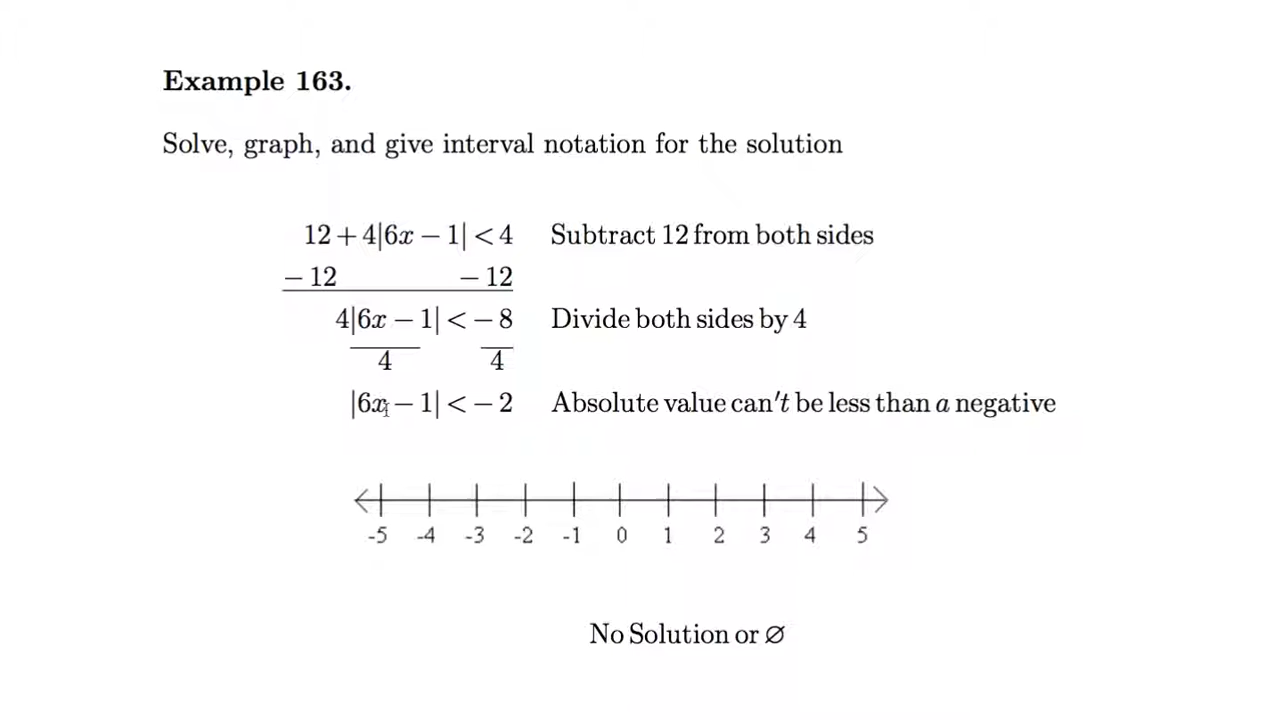 Example 163.
Solve, graph, and give interval notation for the solution
12 + 4|6x − 1| < 4 Subtract 12 from both sides
− 12 − 12
4|6x − 1| < − 8 Divide both sides by 4
4 4
|6x − 1| < − 2 Absolute value can't be less than a negative
-5 -4 -3 -2 -1 0 1 2 3 4 5
No Solution or ∅